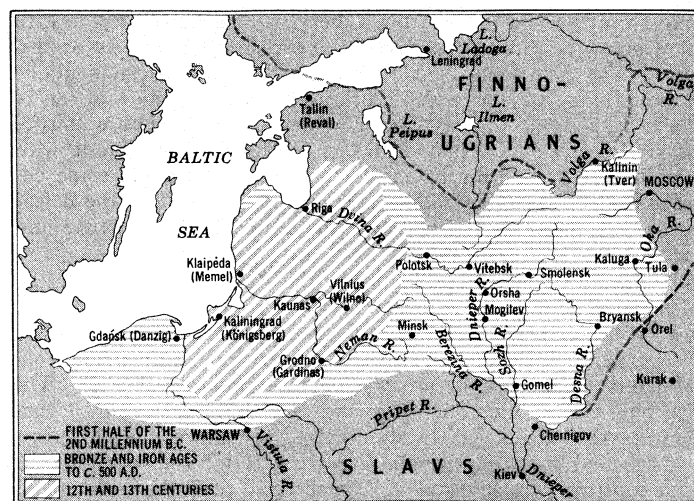 L.
Ladoga
Leningrad
FINNO-
Volga
R.
Tallin
(Reval)
L.
Peipus
L.
Ilmen
UGRIANS
BALTIC
Volga R.
Kalinin
(Tver)
MOSCOW
Riga
Dvina R.
SEA
Oka R.
Klaipéda
(Memel)
Polotsk
Vitebsk
Smolensk
Kaluga
Tula
Vilnius
(Wilno)
Kaunas
Orsha
Dnieper R.
Mogilev
Kaliningrad
(Königsberg)
Bryansk
Orel
Gdańsk (Danzig)
Minsk
Neman R.
Berezina R.
Sozh R.
Desna R.
Grodno
(Gardinas)
Gomel
Kursk
Pripet R.
FIRST HALF OF THE
2ND MILLENNIUM B.C.
WARSAW
Chernigov
BRONZE AND IRON AGES
TO C. 500 A.D.
Vistula R.
SLAVS
Kiev
Dnieper
12TH AND 13TH CENTURIES